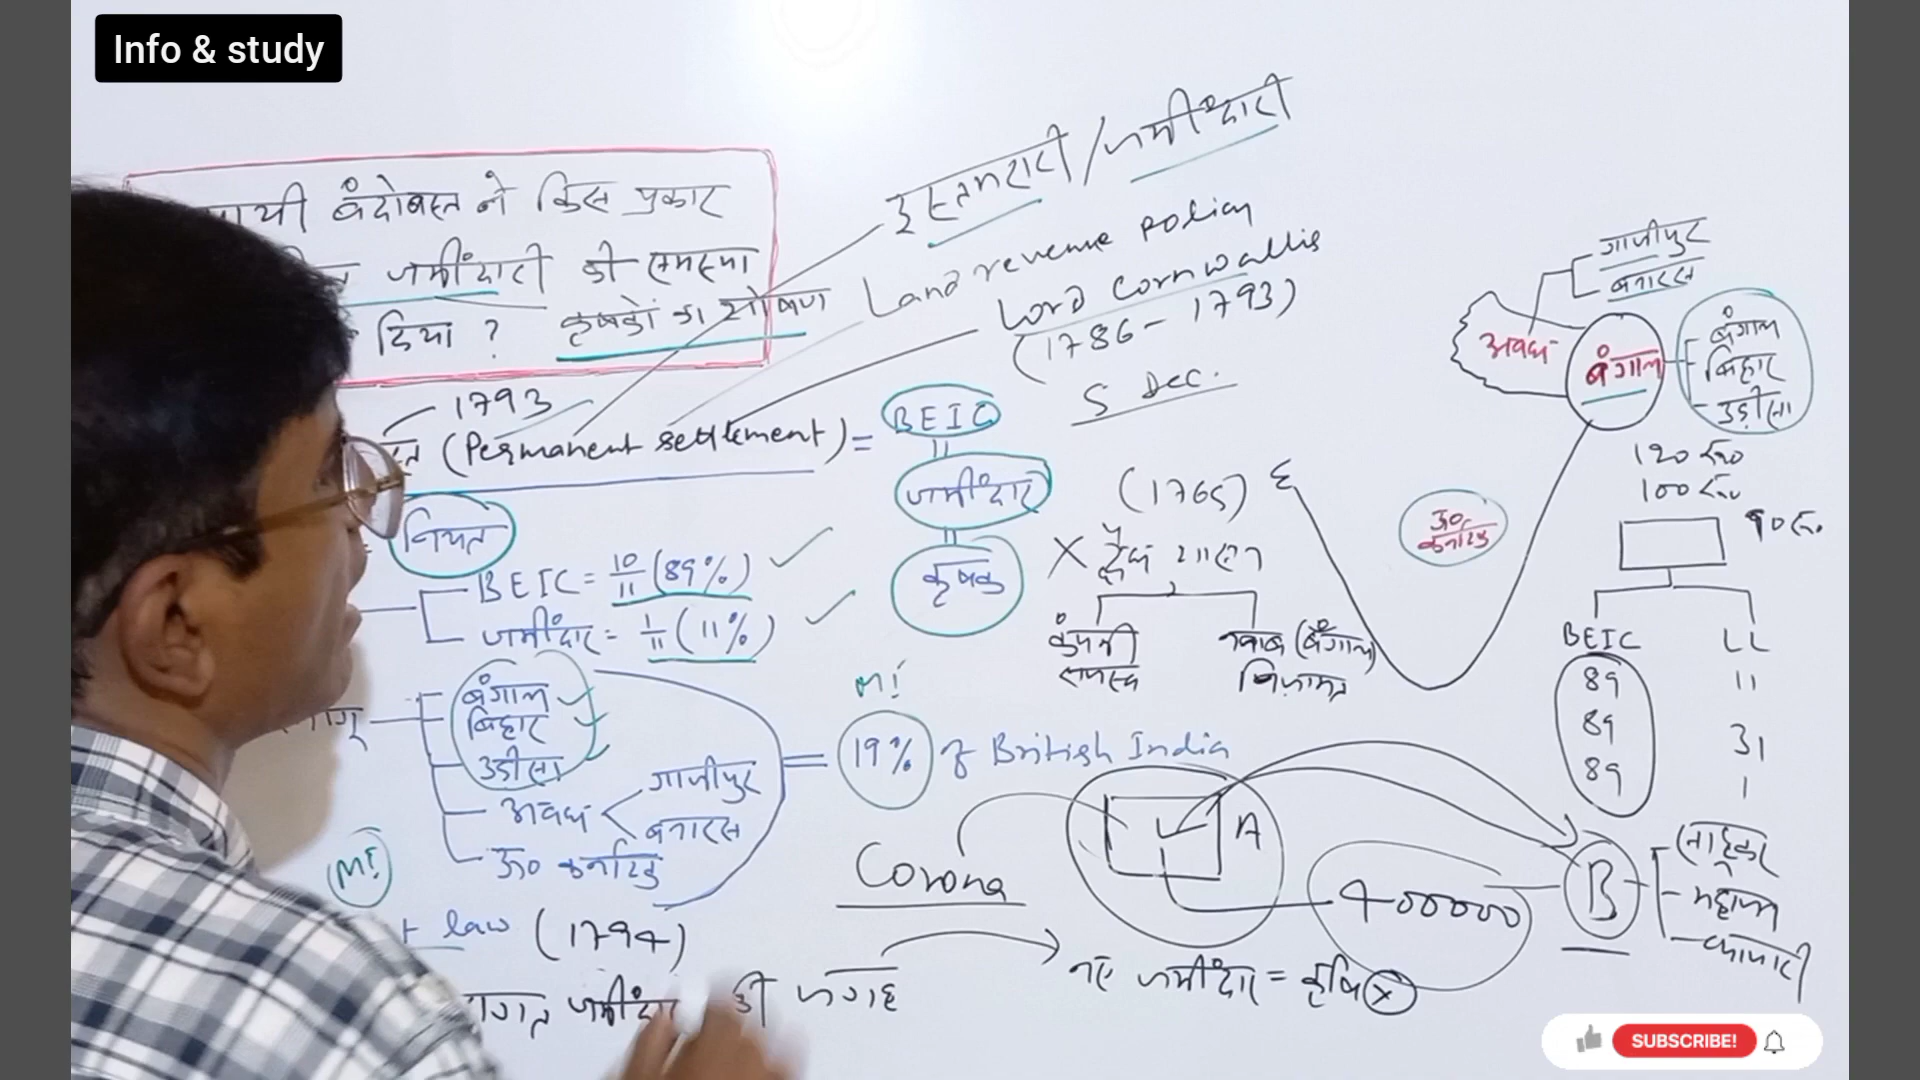 Info & study
बंदोबस्त ने किस प्रकार
जमींदारी की समस्या
दिया ? कृषकों का शोषण
इस्तमरारी / जमींदारी
Land revenue policy
Lord Cornwallis
(1786 - 1793)
5 Dec.
1793
(Permanent settlement) = BEIC
जमींदार
कृषक
नियत
BEIC = 10/11 (89%)
जमींदार = 1/11 (11%)
बंगाल
बिहार
उड़ीसा
अवध
गाजीपुर
बनारस
उ० कर्नाटक
= 19% of British India
M!
M!
law (1794)
जमींदार की जगह
नए जमींदार = कृषि X
(1765)
X द्वैध शासन
कंपनी
नवाब (बंगाल)
गाजीपुर
बनारस
अवध
बंगाल
बंगाल
बिहार
उड़ीसा
उ० कर्नाटक
120 रू०
100 रू०
90 रू०
BEIC LL
89 11
89 31
89 1
Corona
A
400000
B
साहूकार
महाजन
व्यापारी
SUBSCRIBE!